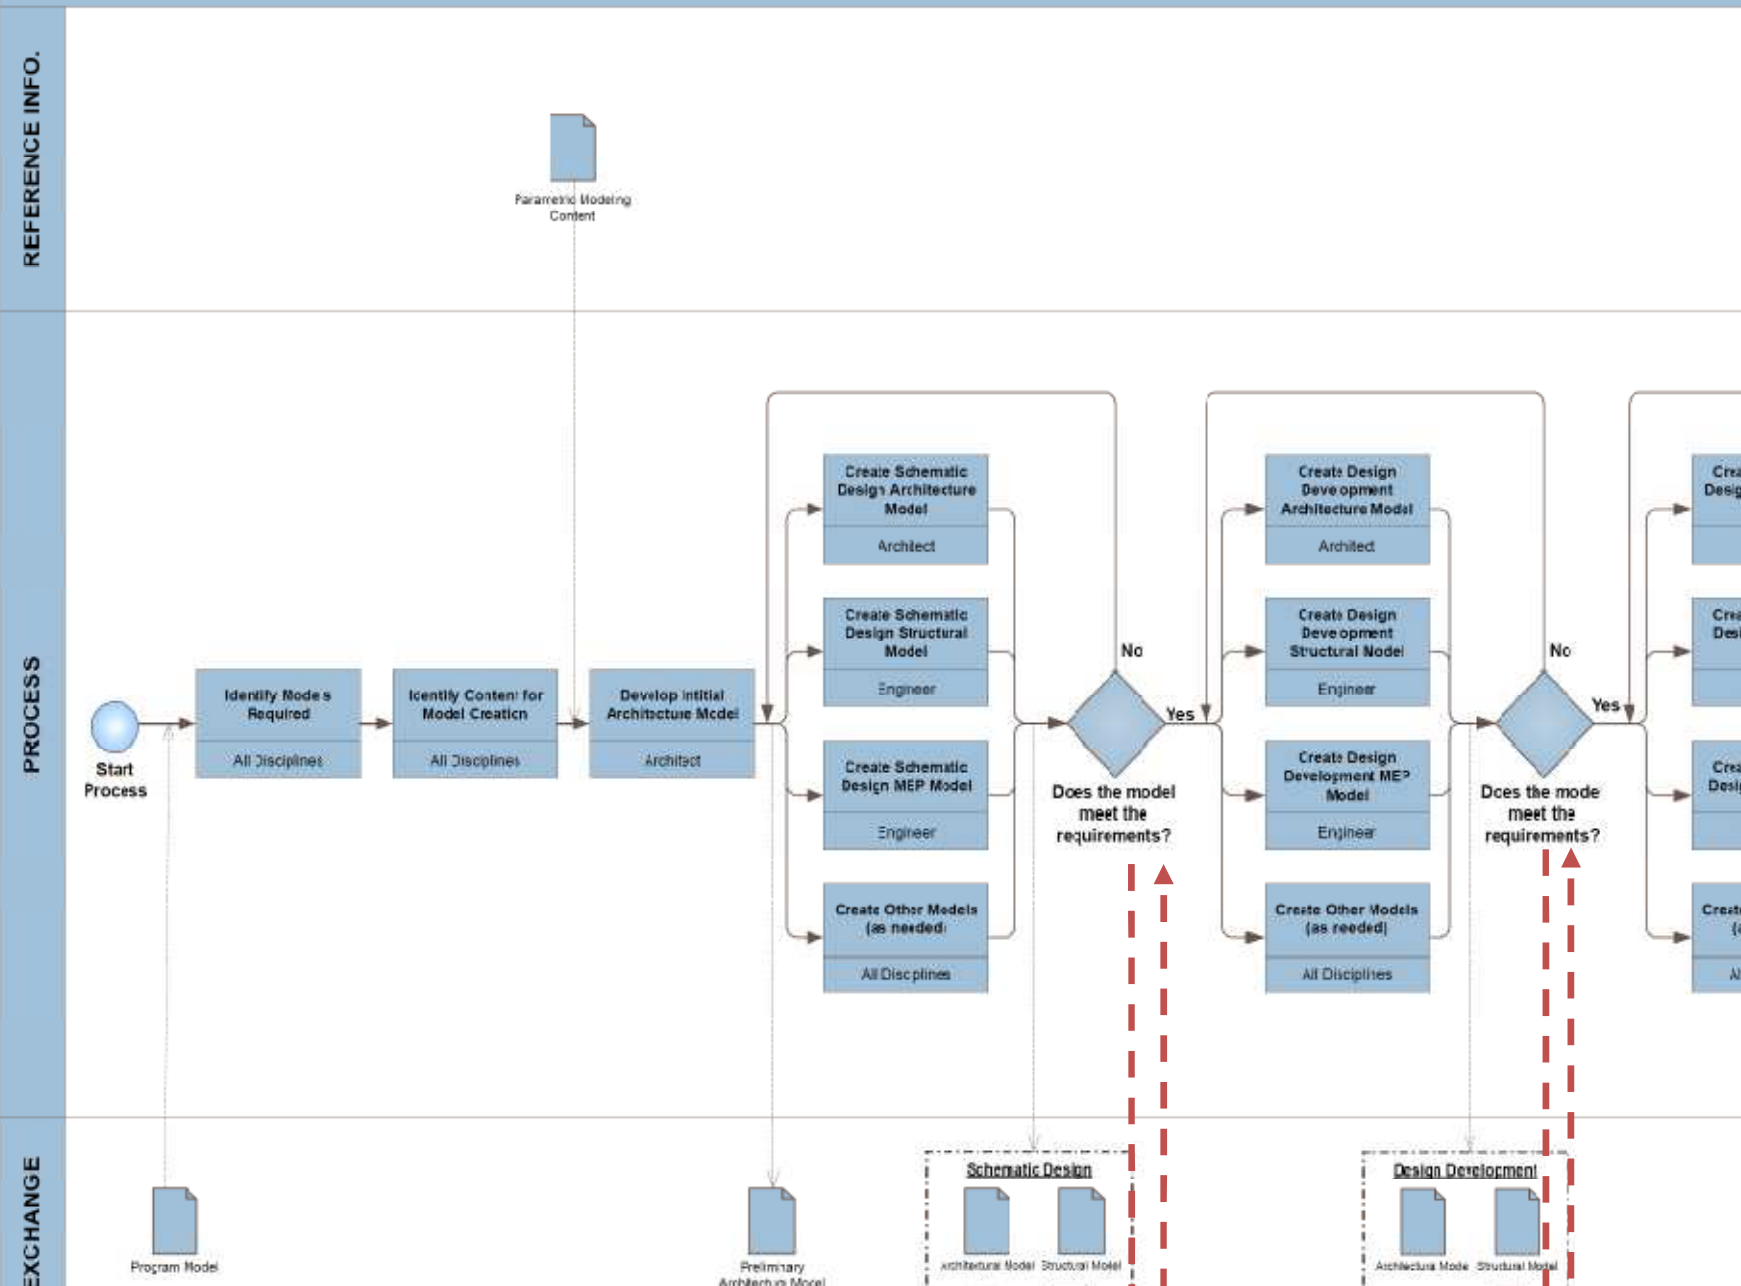 REFERENCE INFO.
Parametric Modeling
Content
PROCESS
Start
Process
Identify Models
Required
All Disciplines
Identify Content for
Model Creation
All Disciplines
Develop Intitial
Architecture Model
Architect
Create Schematic
Design Architecture
Model
Architect
Create Schematic
Design Structural
Model
Engineer
Create Schematic
Design MEP Model
Engineer
Create Other Models
(as needed)
All Disciplines
No
Yes
Does the model
meet the
requirements?
Create Design
Development
Architecture Model
Architect
Create Design
Development
Structural Model
Engineer
Create Design
Development MEP
Model
Engineer
Create Other Models
(as needed)
All Disciplines
No
Yes
Does the mode
meet the
requirements?
EXCHANGE
Program Model
Preliminary
Architecture Model
Schematic Design
Architectural Model
Structural Model
Design Development
Architecture Mode
Structural Model